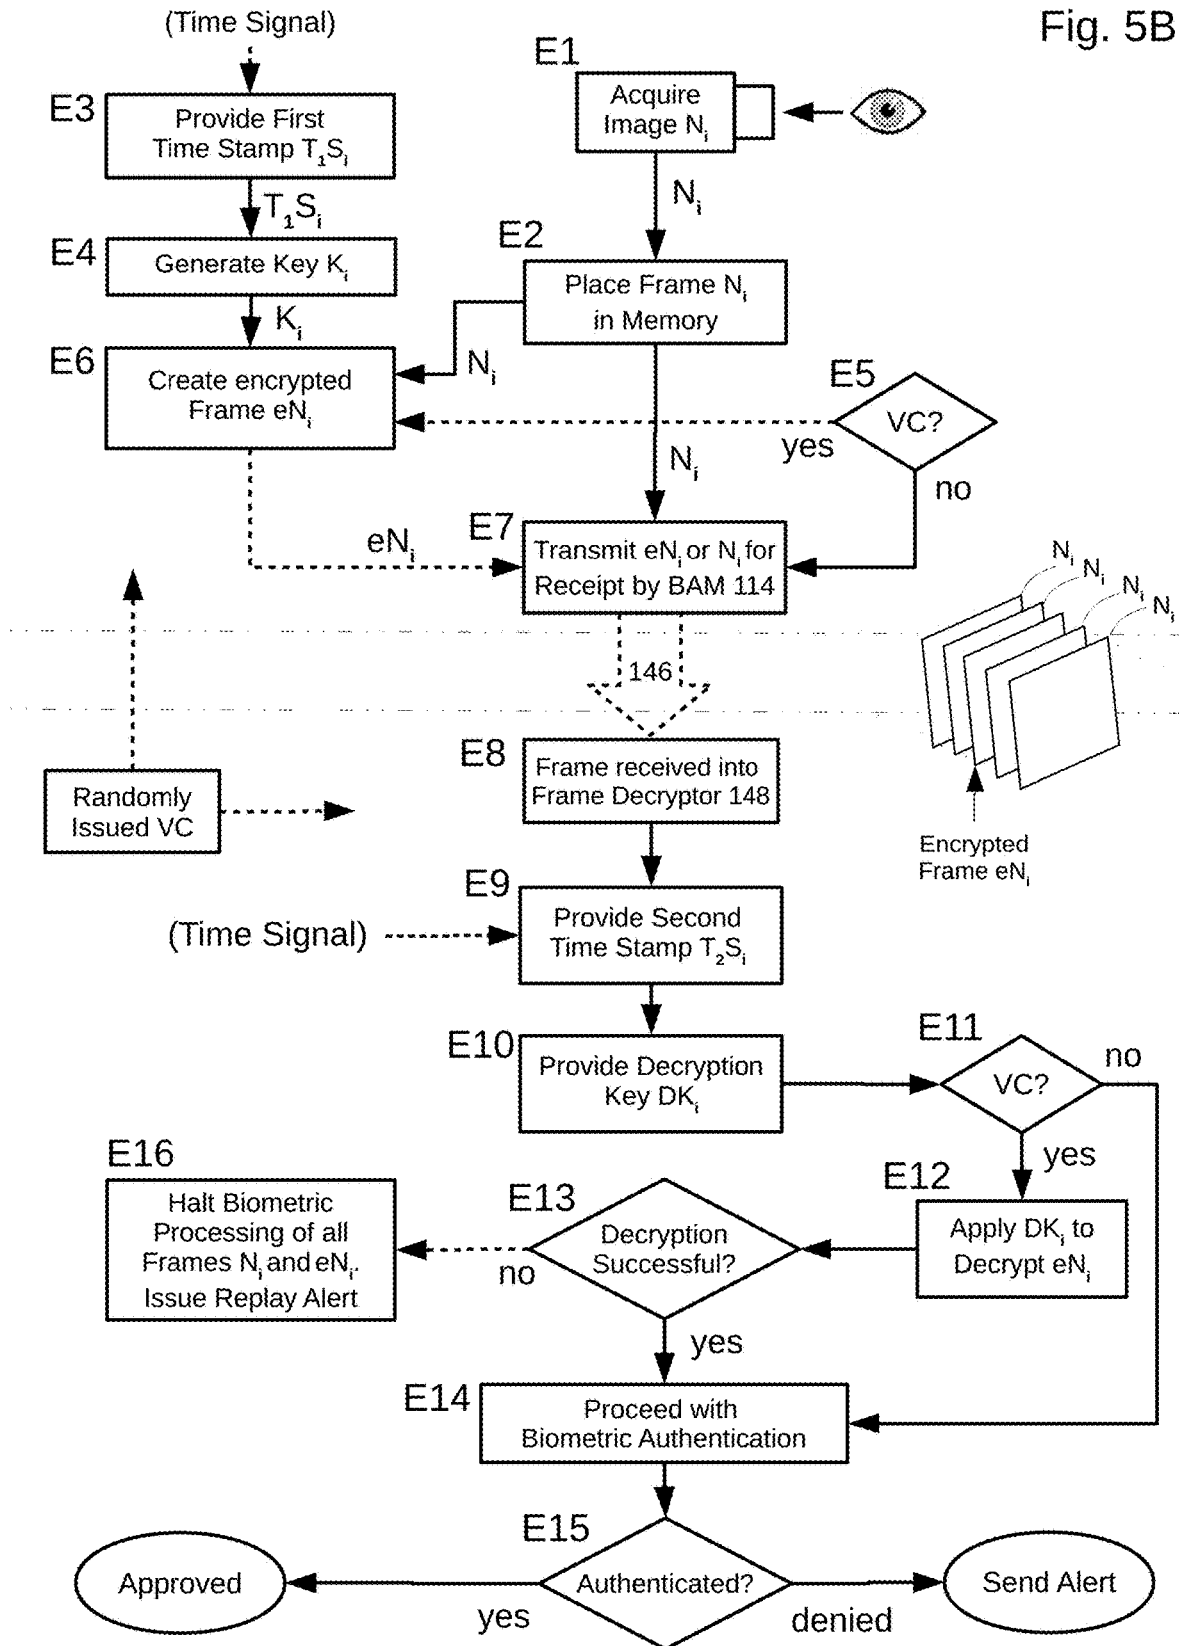 Fig. 5B
(Time Signal)
E1
Acquire
Image Nᵢ
E3
Provide First
Time Stamp T₁Sᵢ
Nᵢ
T₁Sᵢ
E2
E4
Generate Key Kᵢ
Place Frame Nᵢ
in Memory
Kᵢ
E6
Create encrypted
Frame eNᵢ
Nᵢ
E5
VC?
yes
no
Nᵢ
E7
eNᵢ
Transmit eNᵢ or Nᵢ for
Receipt by BAM 114
Nᵢ
Nᵢ
Nᵢ
Nᵢ
146
E8
Frame received into
Frame Decryptor 148
Randomly
Issued VC
Encrypted
Frame eNᵢ
E9
Provide Second
Time Stamp T₂Sᵢ
(Time Signal)
E10
Provide Decryption
Key DKᵢ
E11
VC?
no
yes
E16
Halt Biometric
Processing of all
Frames Nᵢ and eNᵢ.
Issue Replay Alert
E13
Decryption
Successful?
no
E12
Apply DKᵢ to
Decrypt eNᵢ
yes
E14
Proceed with
Biometric Authentication
E15
Authenticated?
Approved
yes
denied
Send Alert